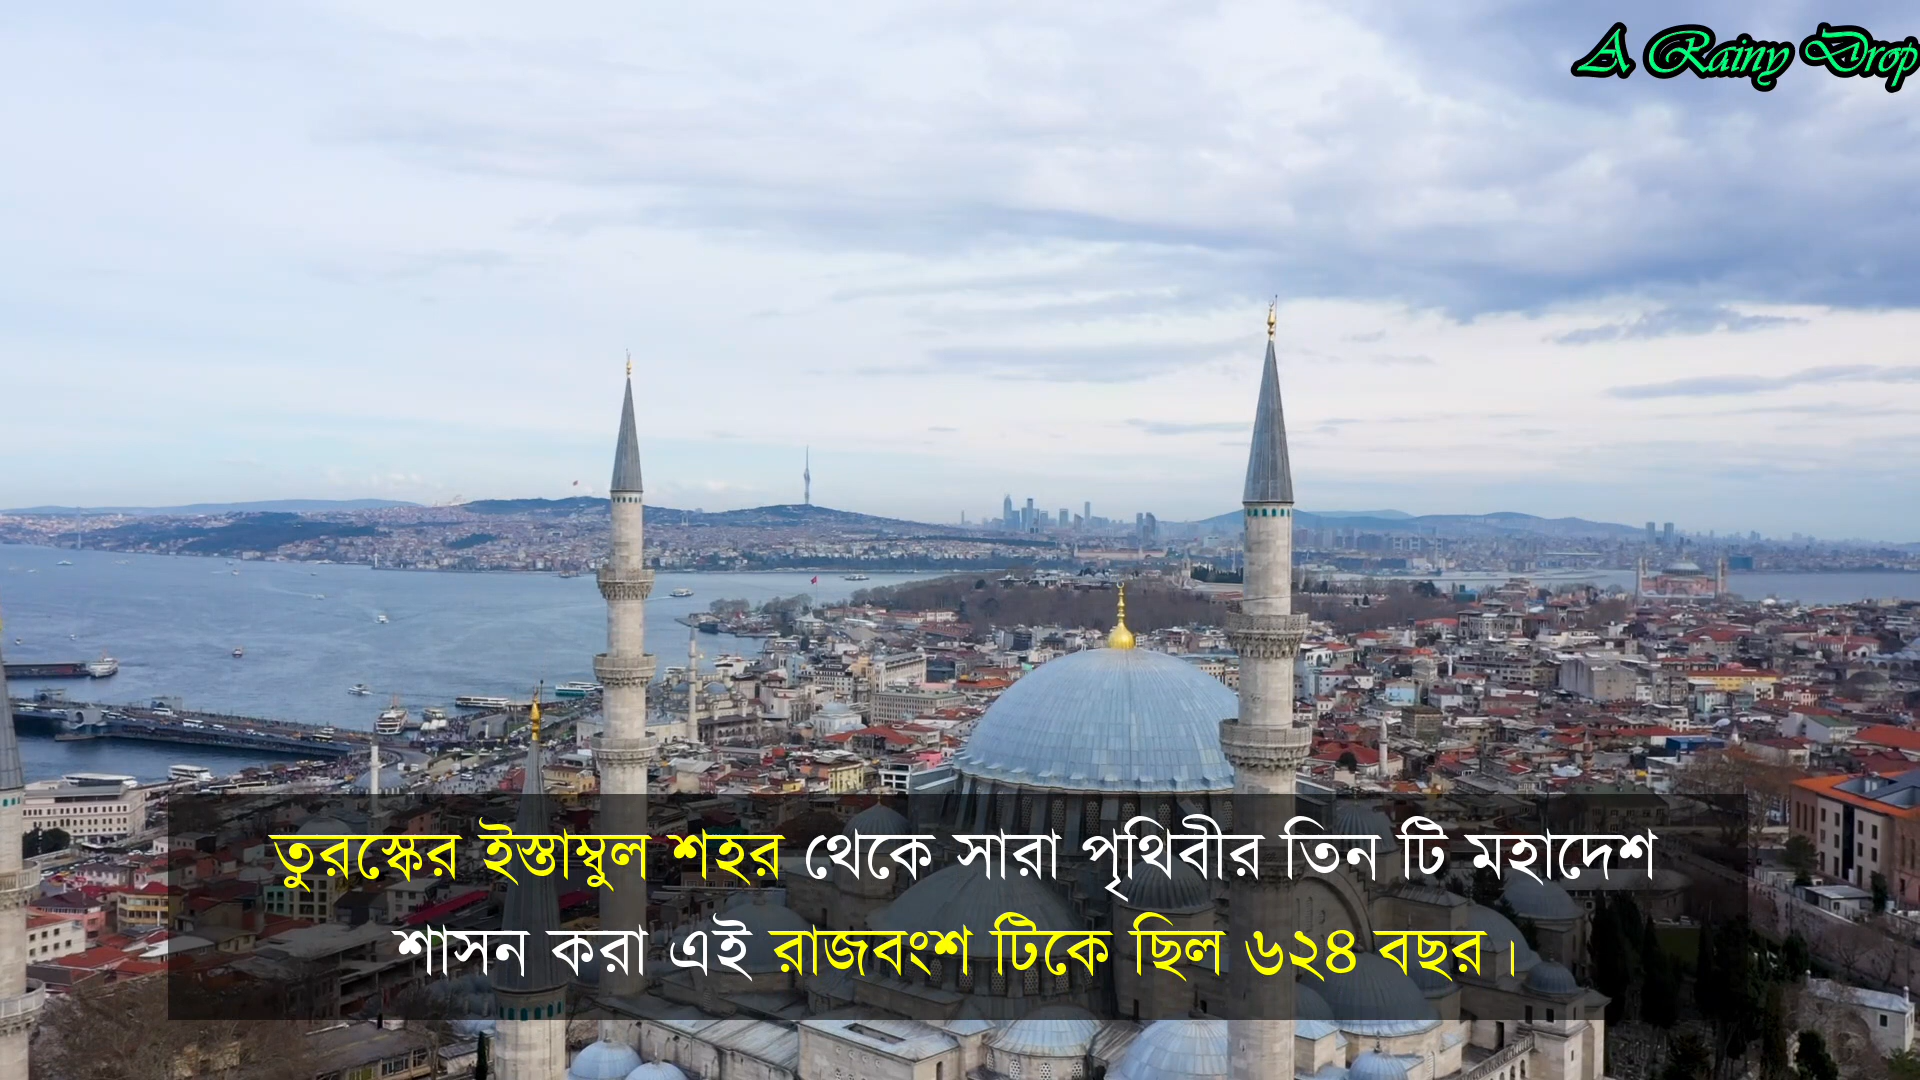 A Rainy Drop
তুরস্কের ইস্তাম্বুল শহর থেকে সারা পৃথিবীর তিন টি মহাদেশ
শাসন করা এই রাজবংশ টিকে ছিল ৬২৪ বছর।